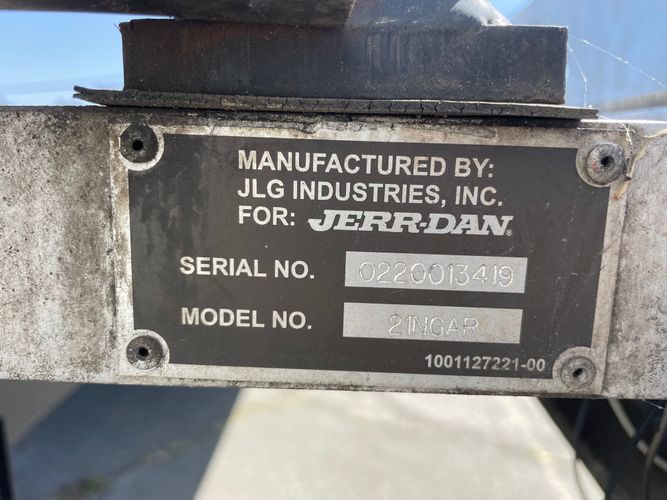 MANUFACTURED BY:
JLG INDUSTRIES, INC.
FOR: JERR-DAN®
SERIAL NO. 0220013419
MODEL NO. 21NGAR
1001127221-00